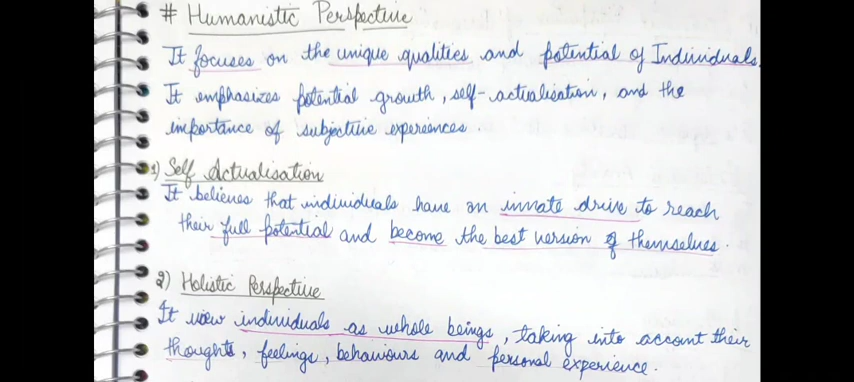 # Humanistic Perspective
It focuses on the unique qualities and potential of Individuals.
It emphasizes potential growth, self-actualisation, and the
importance of subjective experiences.
1) Self Actualisation
It believes that individuals have an innate drive to reach
their full potential and become the best version of themselves.
2) Holistic Perspective
It view individuals as whole beings, taking into account their
thoughts, feelings, behaviours and personal experience.